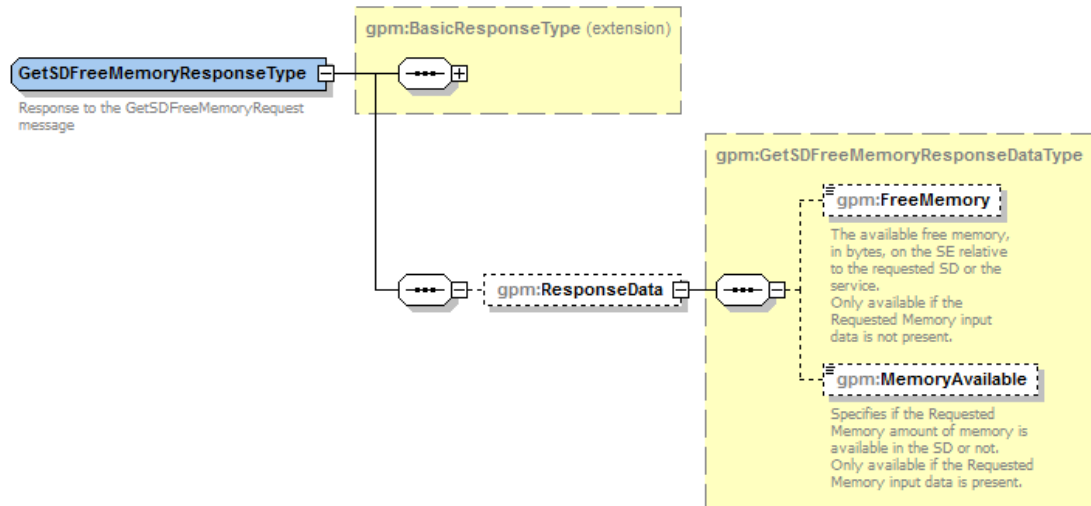 gpm:BasicResponseType (extension)
GetSDFreeMemoryResponseType
Response to the GetSDFreeMemoryRequest
message
gpm:GetSDFreeMemoryResponseDataType
gpm:FreeMemory
The available free memory,
in bytes, on the SE relative
to the requested SD or the
service.
Only available if the
Requested Memory input
data is not present.
gpm:ResponseData
gpm:MemoryAvailable
Specifies if the Requested
Memory amount of memory is
available in the SD or not.
Only available if the Requested
Memory input data is present.